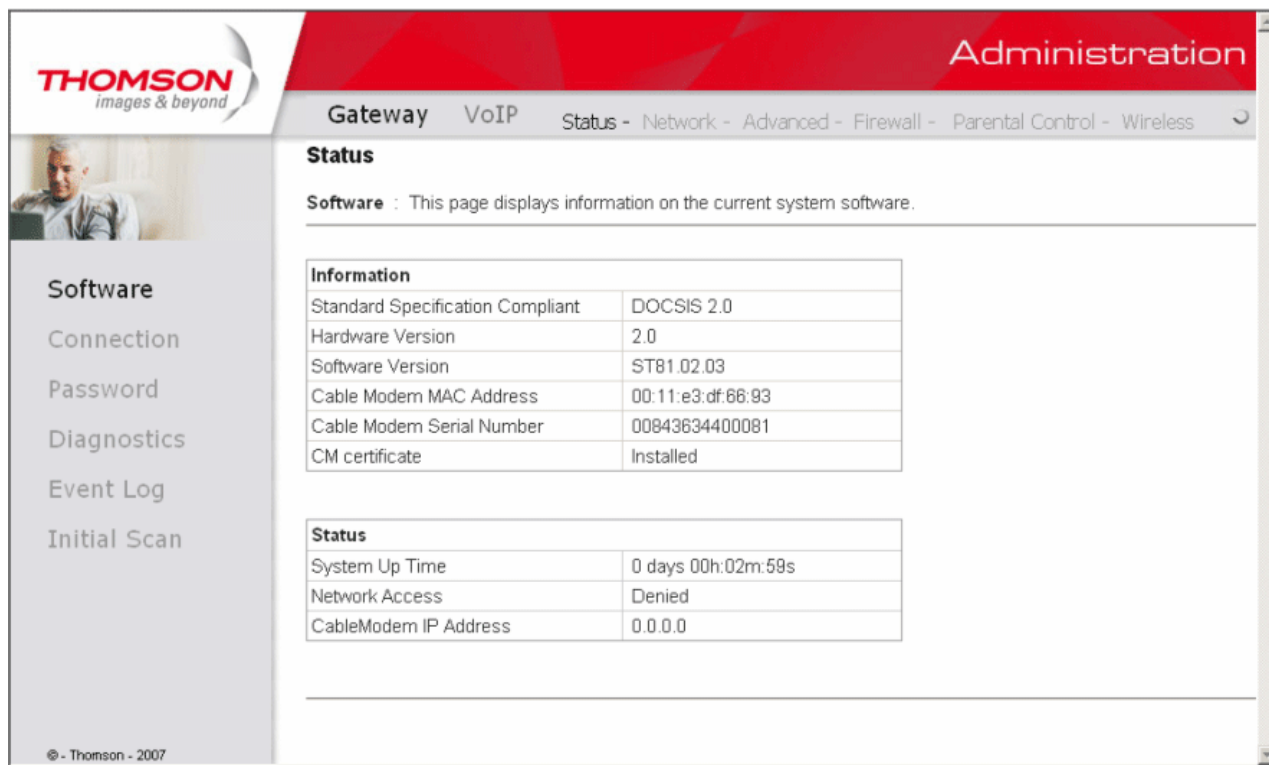 THOMSON
images & beyond
Administration
Gateway VoIP Status - Network - Advanced - Firewall - Parental Control - Wireless
Status
Software : This page displays information on the current system software.
Software
Connection
Password
Diagnostics
Event Log
Initial Scan
Information
Standard Specification Compliant DOCSIS 2.0
Hardware Version 2.0
Software Version ST81.02.03
Cable Modem MAC Address 00:11:e3:df:66:93
Cable Modem Serial Number 00843634400081
CM certificate Installed
Status
System Up Time 0 days 00h:02m:59s
Network Access Denied
CableModem IP Address 0.0.0.0
© - Thomson - 2007